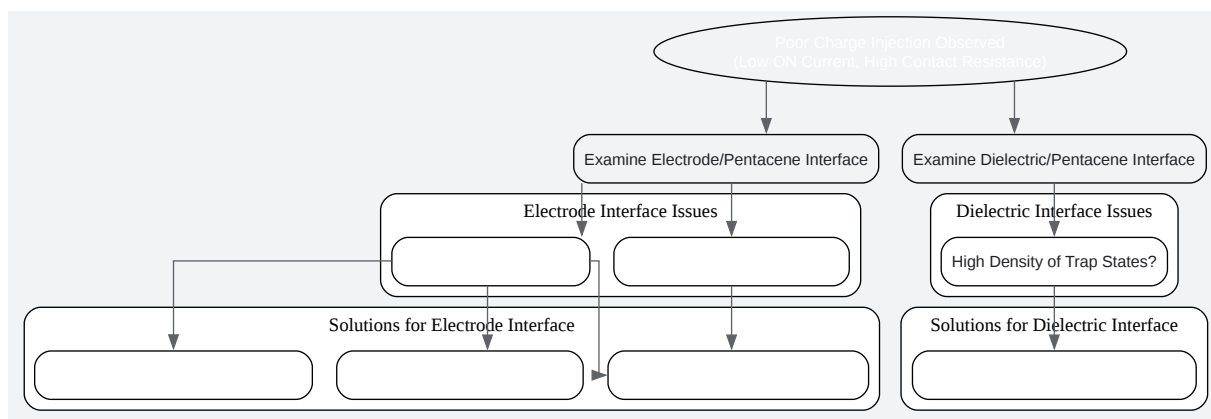 Poor Charge Injection Observed
(Low ON Current, High Contact Resistance)
Examine Electrode/Pentacene Interface
Examine Dielectric/Pentacene Interface
Electrode Interface Issues
Dielectric Interface Issues
High Density of Trap States?
Solutions for Electrode Interface
Solutions for Dielectric Interface